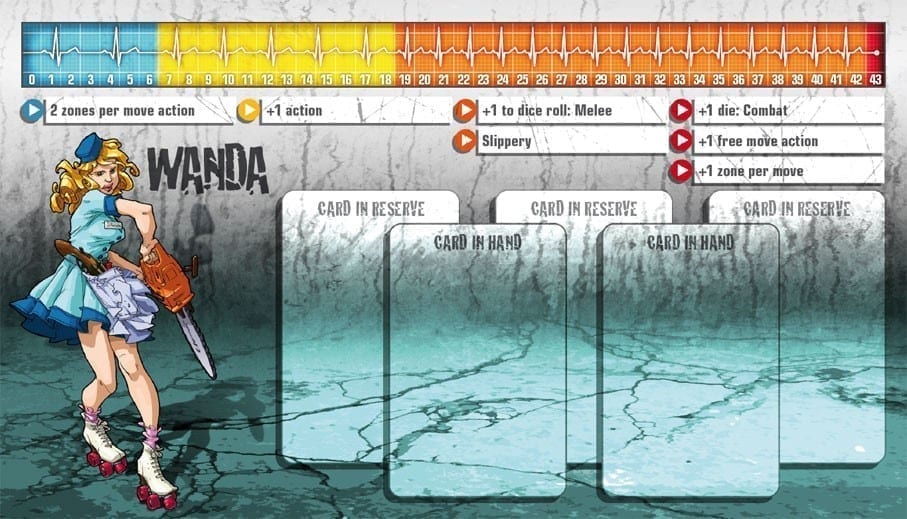 0 1 2 3 4 5 6 7 8 9 10 11 12 13 14 15 16 17 18 19 20 21 22 23 24 25 26 27 28 29 30 31 32 33 34 35 36 37 38 39 40 41 42 43
2 zones per move action
+1 action
+1 to dice roll: Melee
+1 die: Combat
Slippery
+1 free move action
+1 zone per move
WANDA
CARD IN RESERVE
CARD IN RESERVE
CARD IN RESERVE
CARD IN HAND
CARD IN HAND